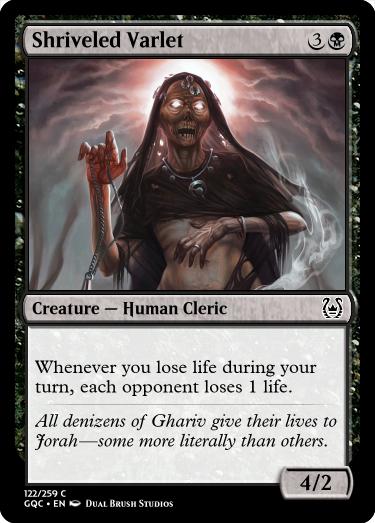 Shriveled Varlet 3
Creature — Human Cleric
Whenever you lose life during your
turn, each opponent loses 1 life.
All denizens of Ghariv give their lives to
Jorah—some more literally than others.
4/2
122/259 C
GQC • EN Dual Brush Studios